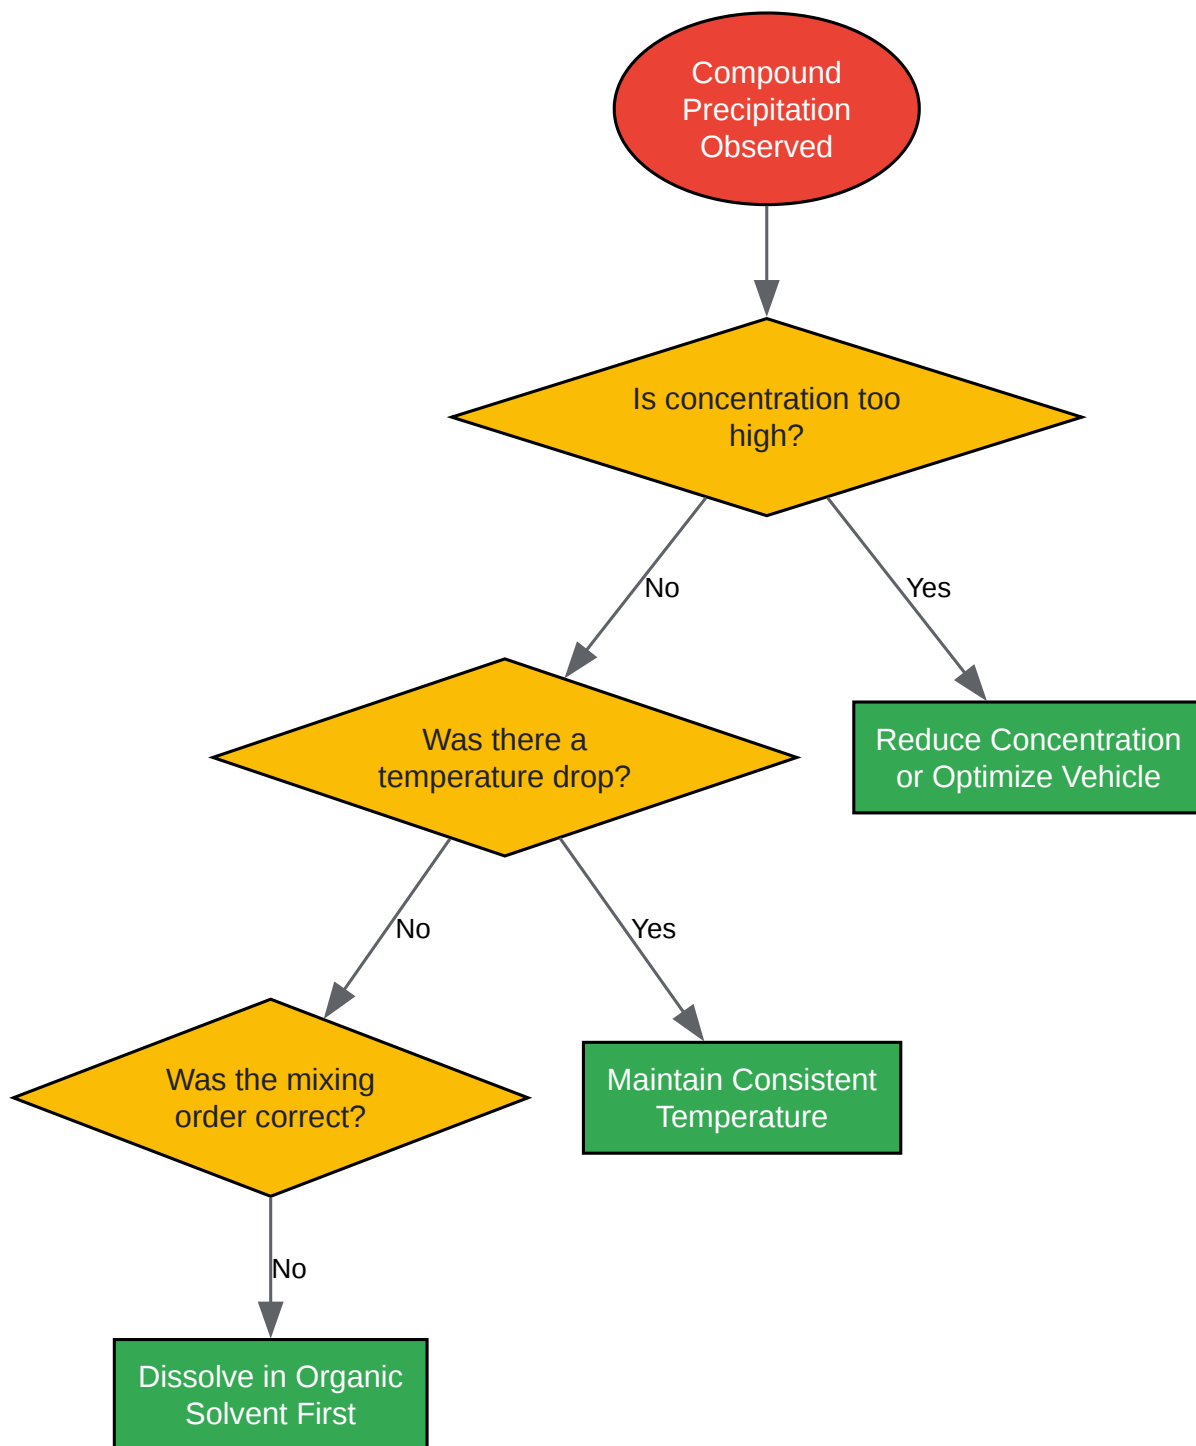 Compound
Precipitation
Observed
Is concentration too
high?
No
Yes
Was there a
temperature drop?
Reduce Concentration
or Optimize Vehicle
No
Yes
Was the mixing
order correct?
Maintain Consistent
Temperature
No
Dissolve in Organic
Solvent First